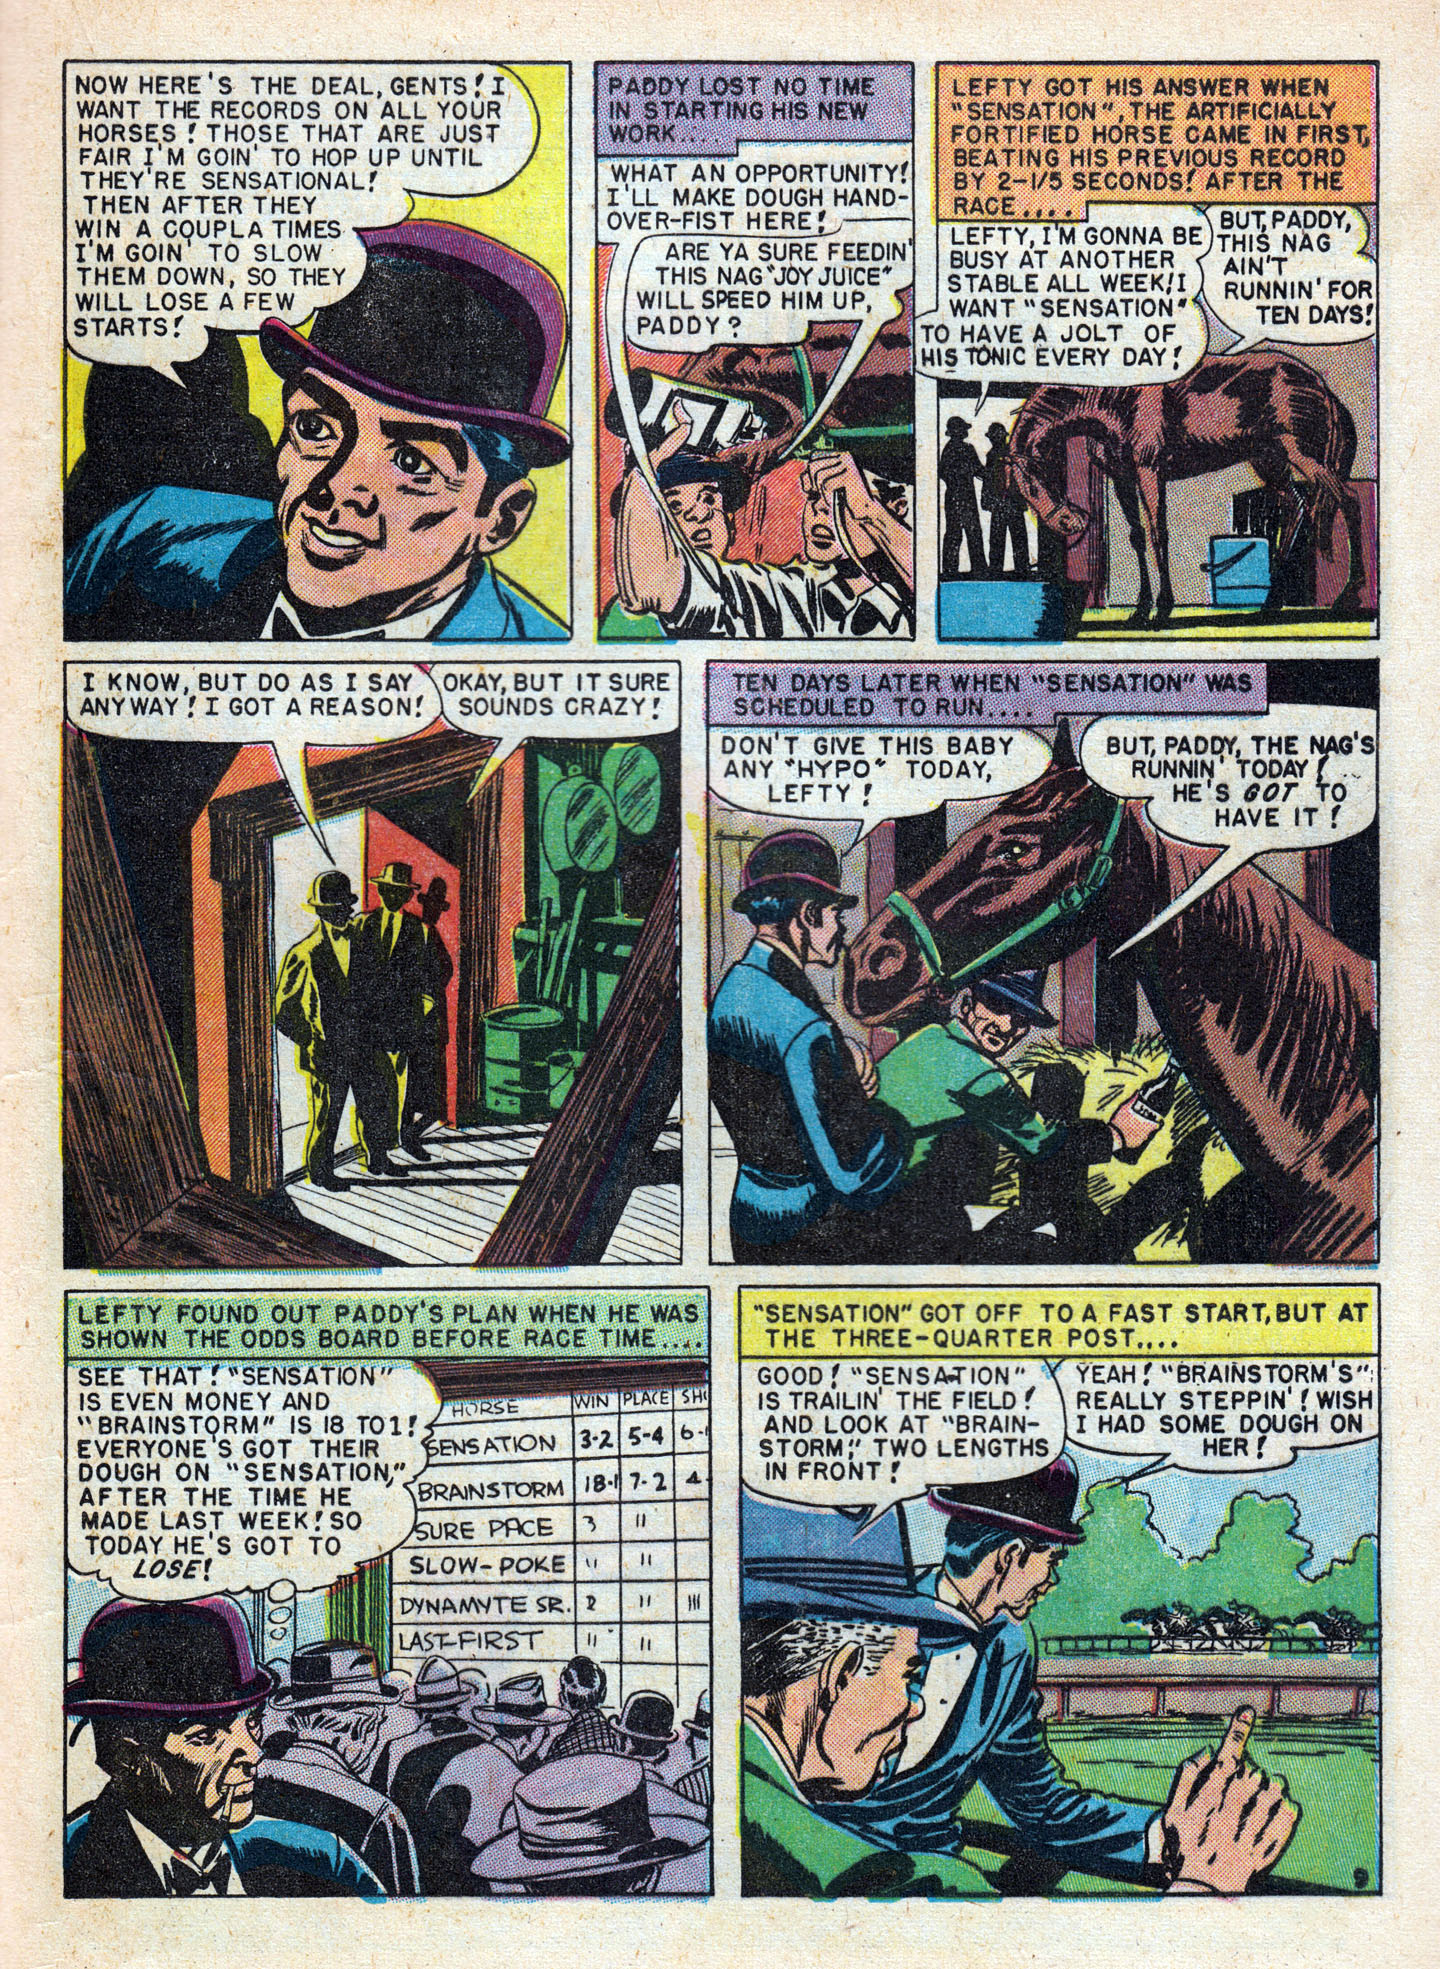 NOW HERE'S THE DEAL, GENTS! I
WANT THE RECORDS ON ALL YOUR
HORSES! THOSE THAT ARE JUST
FAIR I'M GOIN' TO HOP UP UNTIL
THEY'RE SENSATIONAL!
THEN AFTER THEY
WIN A COUPLA TIMES
I'M GOIN' TO SLOW
THEM DOWN, SO THEY
WILL LOSE A FEW
STARTS!
PADDY LOST NO TIME
IN STARTING HIS NEW
WORK....
WHAT AN OPPORTUNITY!
I'LL MAKE DOUGH HAND-
OVER-FIST HERE!
ARE YA SURE FEEDIN'
THIS NAG "JOY JUICE"
WILL SPEED HIM UP,
PADDY?
LEFTY GOT HIS ANSWER WHEN
"SENSATION", THE ARTIFICIALLY
FORTIFIED HORSE CAME IN FIRST,
BEATING HIS PREVIOUS RECORD
BY 2-1/5 SECONDS! AFTER THE
RACE....
LEFTY, I'M GONNA BE
BUSY AT ANOTHER
STABLE ALL WEEK! I
WANT "SENSATION"
TO HAVE A JOLT OF
HIS TONIC EVERY DAY!
BUT, PADDY,
THIS NAG
AIN'T
RUNNIN' FOR
TEN DAYS!
I KNOW, BUT DO AS I SAY
ANYWAY! I GOT A REASON!
OKAY, BUT IT SURE
SOUNDS CRAZY!
TEN DAYS LATER WHEN "SENSATION" WAS
SCHEDULED TO RUN....
DON'T GIVE THIS BABY
ANY "HYPO" TODAY,
LEFTY!
BUT, PADDY, THE NAG'S
RUNNIN' TODAY!
HE'S GOT TO
HAVE IT!
LEFTY FOUND OUT PADDY'S PLAN WHEN HE WAS
SHOWN THE ODDS BOARD BEFORE RACE TIME....
SEE THAT! "SENSATION"
IS EVEN MONEY AND
"BRAINSTORM" IS 18 TO 1!
EVERYONE'S GOT THEIR
DOUGH ON "SENSATION,"
AFTER THE TIME HE
MADE LAST WEEK! SO
TODAY HE'S GOT TO
LOSE!
HORSE WIN PLACE SHO
SENSATION 3-2 5-4 6-1
BRAINSTORM 18-1 7-2 4
SURE PACE 3 "
SLOW-POKE " "
DYNAMYTE SR. 2 " "'
LAST-FIRST " "
"SENSATION" GOT OFF TO A FAST START, BUT AT
THE THREE-QUARTER POST....
GOOD! "SENSATION"
IS TRAILIN' THE FIELD!
AND LOOK AT "BRAIN-
STORM," TWO LENGTHS
IN FRONT!
YEAH! "BRAINSTORM'S"
REALLY STEPPIN'! WISH
I HAD SOME DOUGH ON
HER!
9